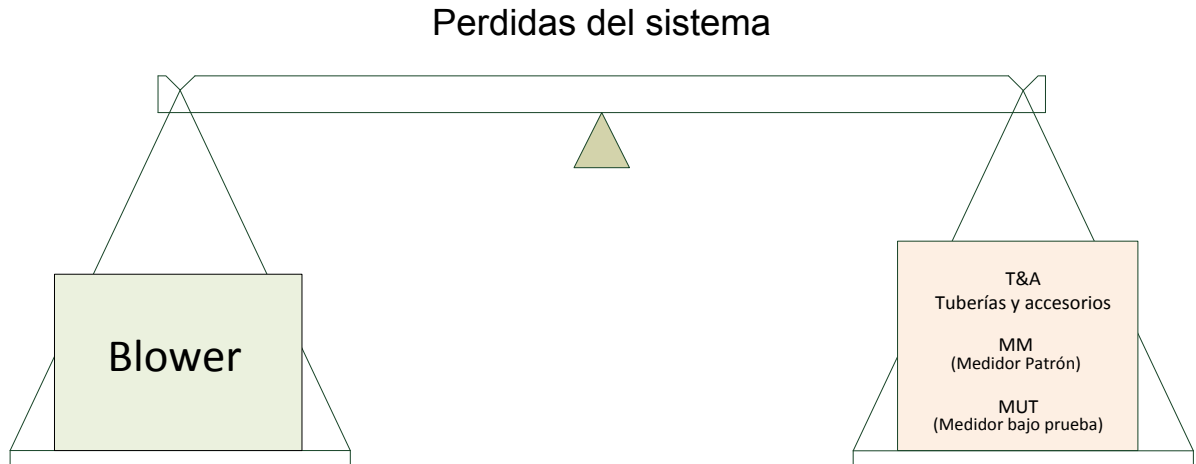 Perdidas del sistema
Blower
T&A
Tuberías y accesorios
MM
(Medidor Patrón)
MUT
(Medidor bajo prueba)